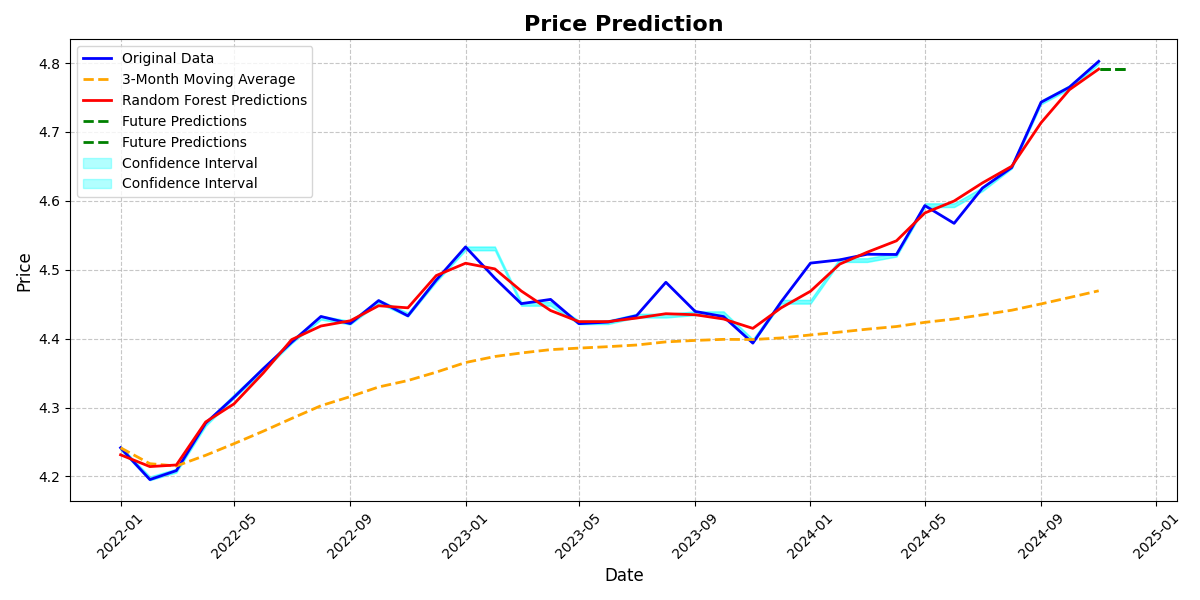 Price Prediction
Original Data
3-Month Moving Average
Random Forest Predictions
Future Predictions
Future Predictions
Confidence Interval
Confidence Interval
4.8
4.7
4.6
4.5
4.4
4.3
4.2
Price
2022-01
2022-05
2022-09
2023-01
2023-05
2023-09
2024-01
2024-05
2024-09
2025-01
Date